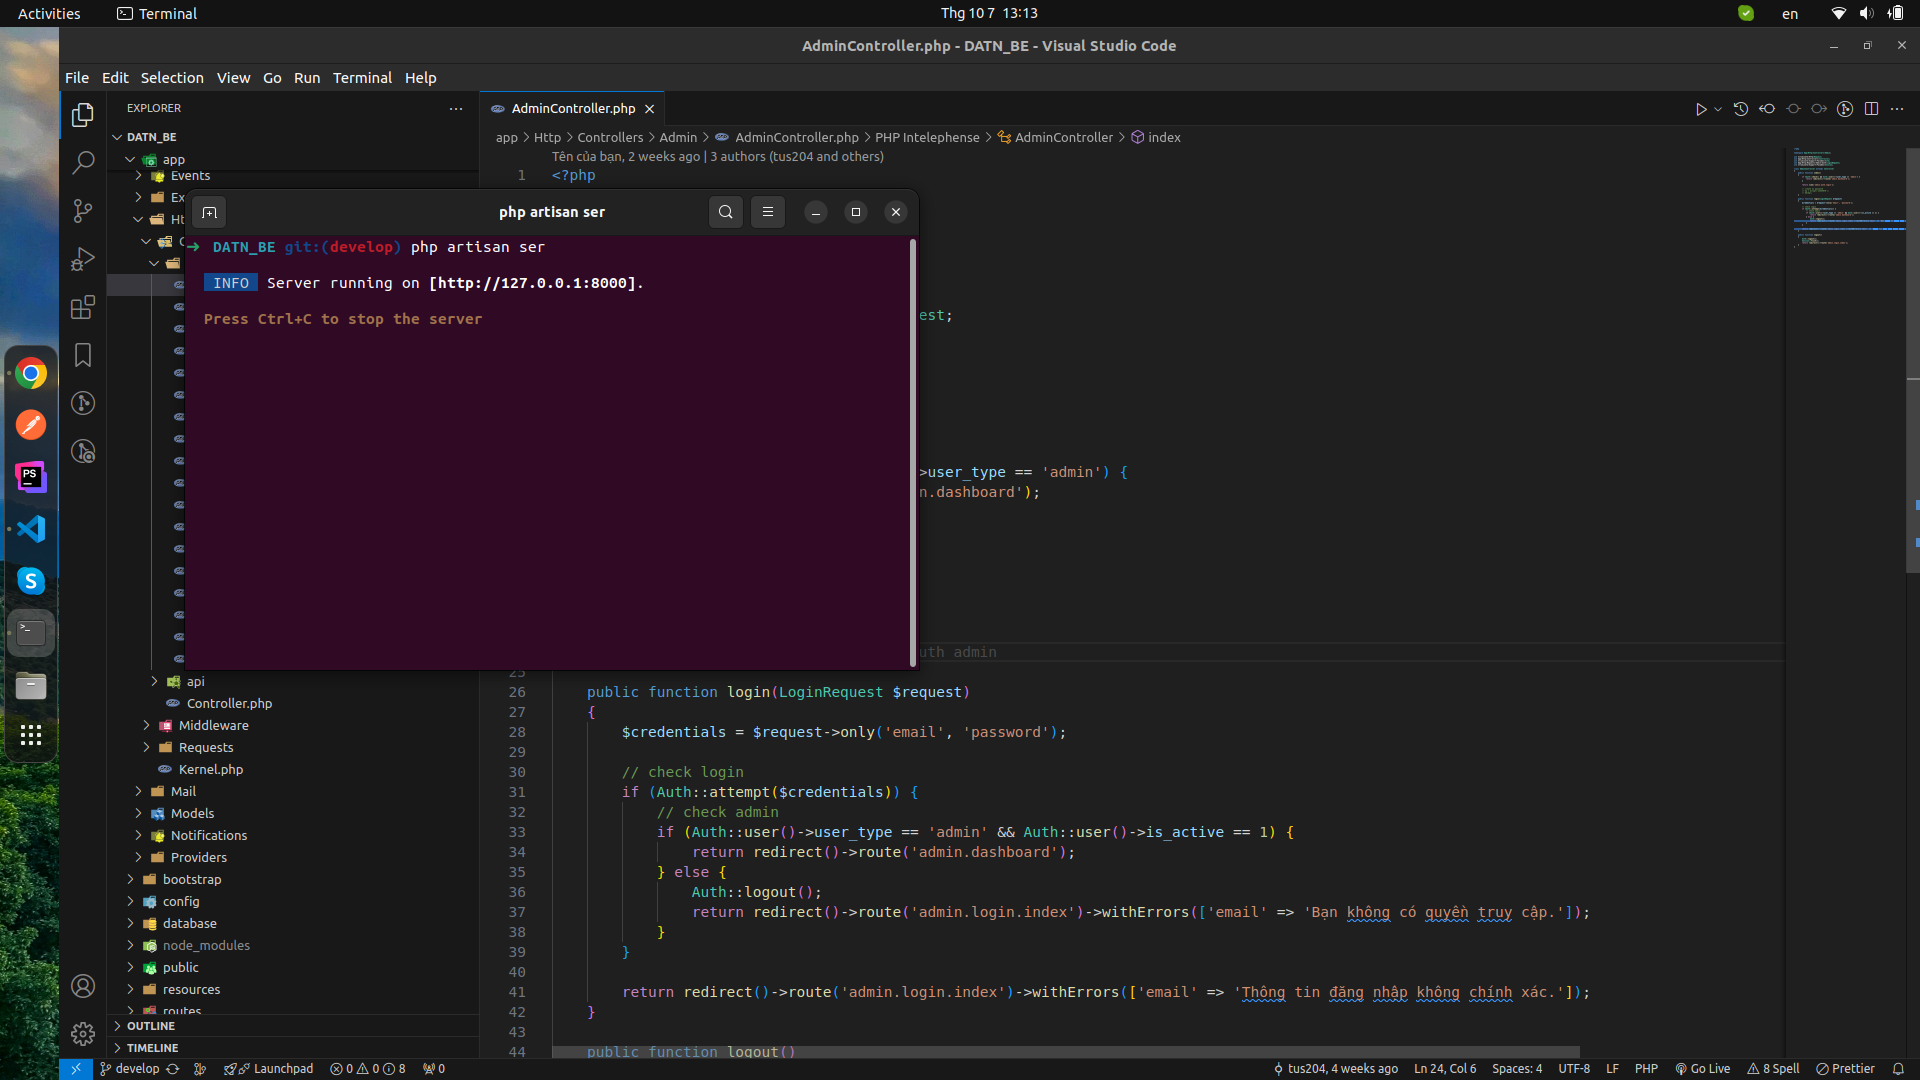 Activities
Terminal
Thg 10 7 13:13
en
AdminController.php - DATN_BE - Visual Studio Code
File Edit Selection View Go Run Terminal Help
EXPLORER
DATN_BE
app
Events
Ex
Ht
C
api
Controller.php
Middleware
Requests
Kernel.php
Mail
Models
Notifications
Providers
bootstrap
config
database
node_modules
public
resources
routes
OUTLINE
TIMELINE
AdminController.php
app > Http > Controllers > Admin > AdminController.php > PHP Intelephense > AdminController > index
Tên của bạn, 2 weeks ago | 3 authors (tus204 and others)
1 <?php
php artisan ser
➜ DATN_BE git:(develop) php artisan ser
INFO Server running on [http://127.0.0.1:8000].
Press Ctrl+C to stop the server
est;
>user_type == 'admin') {
n.dashboard');
uth admin
25
26 public function login(LoginRequest $request)
27 {
28 $credentials = $request->only('email', 'password');
29
30 // check login
31 if (Auth::attempt($credentials)) {
32 // check admin
33 if (Auth::user()->user_type == 'admin' && Auth::user()->is_active == 1) {
34 return redirect()->route('admin.dashboard');
35 } else {
36 Auth::logout();
37 return redirect()->route('admin.login.index')->withErrors(['email' => 'Bạn không có quyền truy cập.']);
38 }
39 }
40
41 return redirect()->route('admin.login.index')->withErrors(['email' => 'Thông tin đăng nhập không chính xác.']);
42 }
43
44 public function logout()
develop
Launchpad
0 0 8
0
tus204, 4 weeks ago
Ln 24, Col 6
Spaces: 4
UTF-8
LF
PHP
Go Live
8 Spell
Prettier